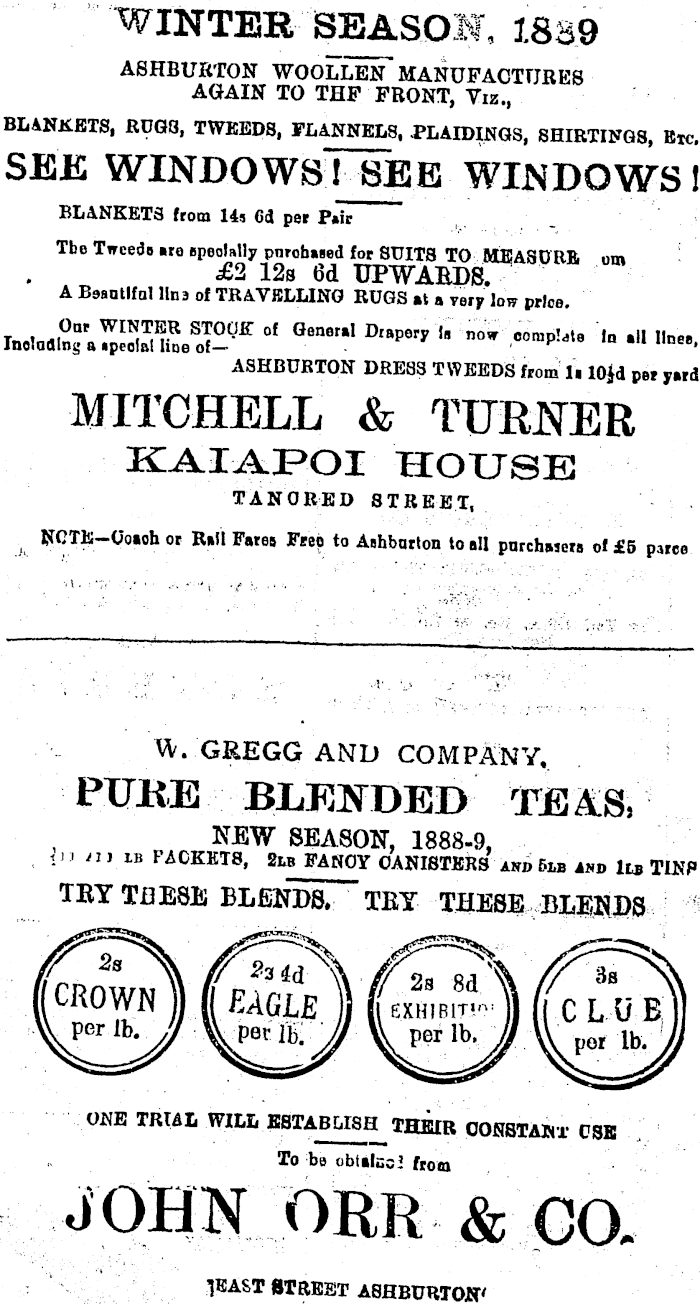 WINTER SEASON, 1889
ASHBURTON WOOLLEN MANUFACTURES
AGAIN TO THE FRONT, VIZ.,
BLANKETS, RUGS, TWEEDS, FLANNELS, PLAIDINGS, SHIRTINGS, ETC.
SEE WINDOWS! SEE WINDOWS!
BLANKETS from 14s 6d per Pair
The Tweeds are specially purchased for SUITS TO MEASURE om
£2 12s 6d UPWARDS.
A Beautiful line of TRAVELLING RUGS at a very low price.
Our WINTER STOCK of General Drapery is now complete in all lines,
Including a special line of—
ASHBURTON DRESS TWEEDS from 1s 10½d per yard
MITCHELL & TURNER
KAIAPOI HOUSE
TANCRED STREET,
NOTE—Coach or Rail Fares Free to Ashburton to all purchasers of £5 parce
W. GREGG AND COMPANY.
PURE BLENDED TEAS,
NEW SEASON, 1888-9,
LB PACKETS, 2LB FANCY CANISTERS AND 5LB AND 1LB TINS
TRY THESE BLENDS. TRY THESE BLENDS
2s
CROWN
per lb.
2s 4d
EAGLE
per lb.
2s 8d
EXHIBITION
per lb.
3s
CLUB
per lb.
ONE TRIAL WILL ESTABLISH THEIR CONSTANT USE
To be obtained from
JOHN ORR & CO.
EAST STREET ASHBURTON